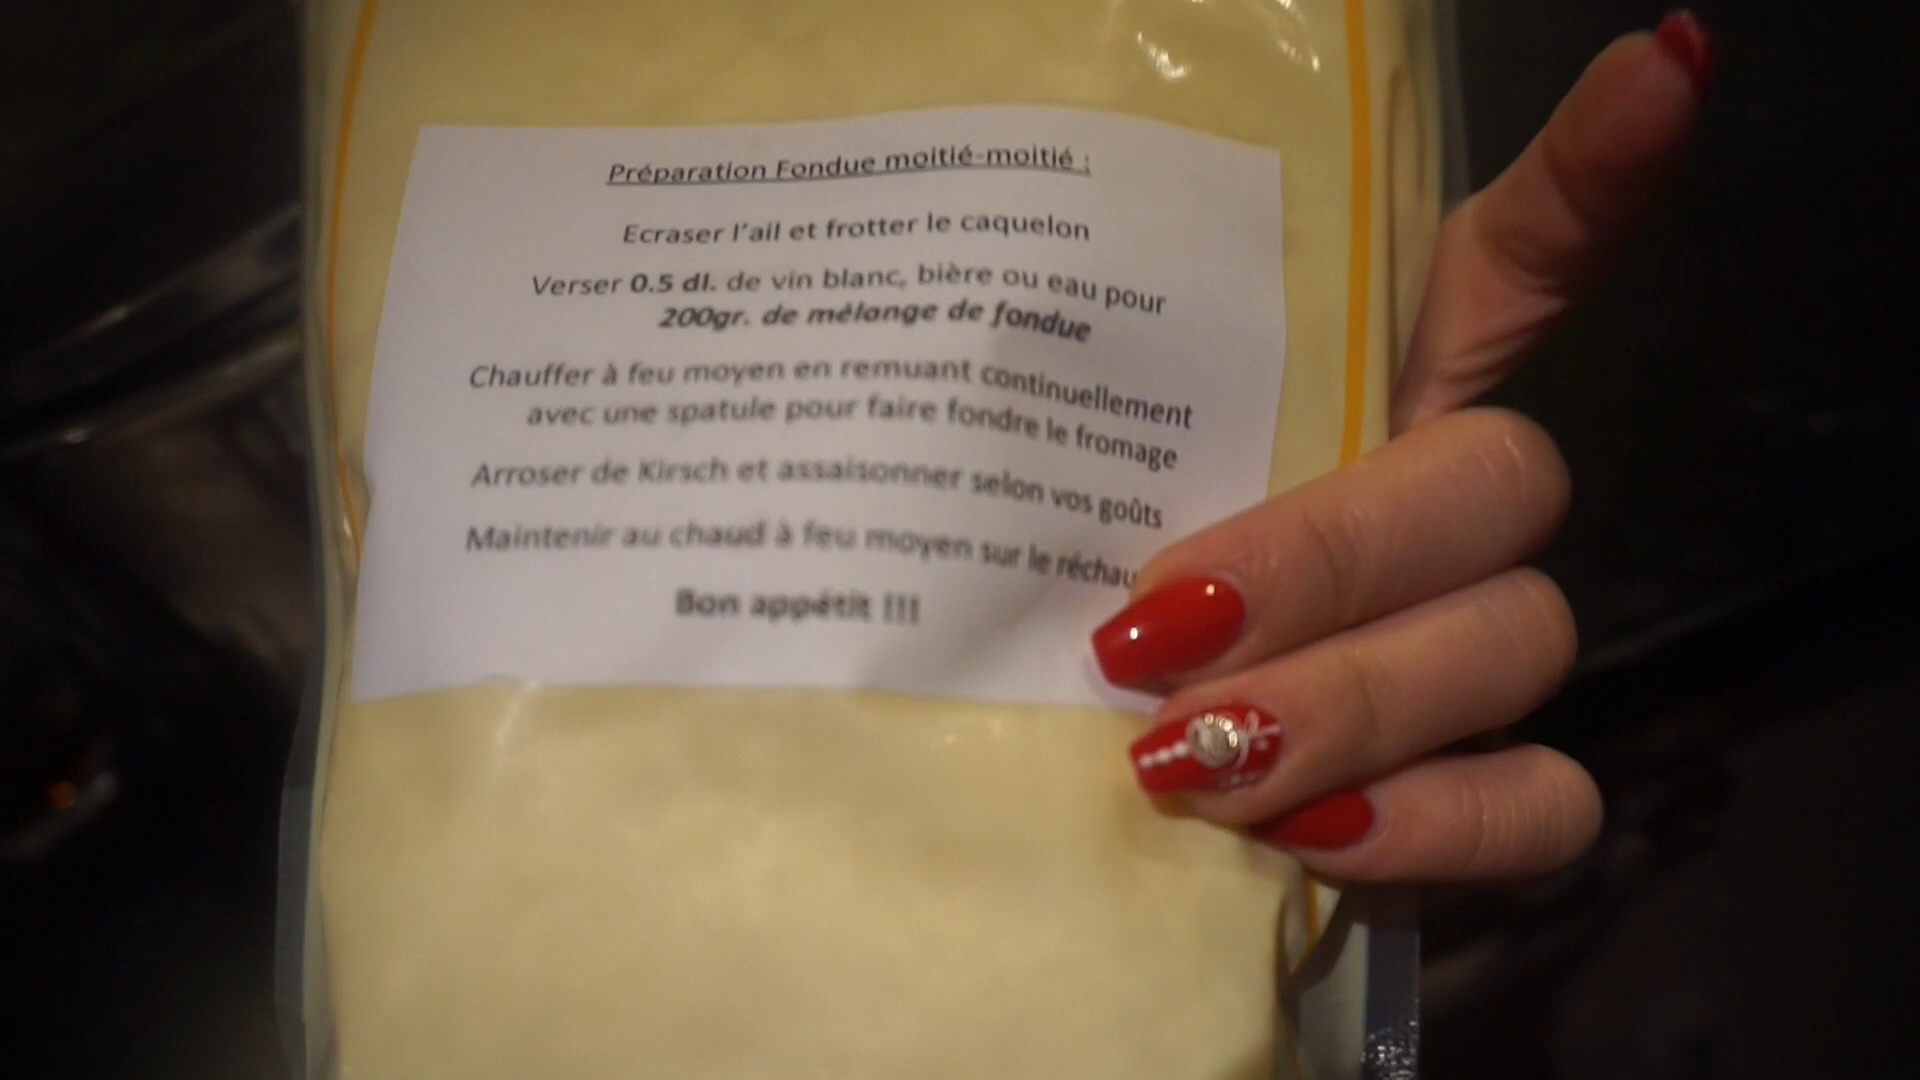 Préparation Fondue moitié-moitié :
Ecraser l'ail et frotter le caquelon
Verser 0.5 dl. de vin blanc, bière ou eau pour
200gr. de mélange de fondue
Chauffer à feu moyen en remuant continuellement
avec une spatule pour faire fondre le fromage
Arroser de Kirsch et assaisonner selon vos goûts
Maintenir au chaud à feu moyen sur le réchau
Bon appétit !!!